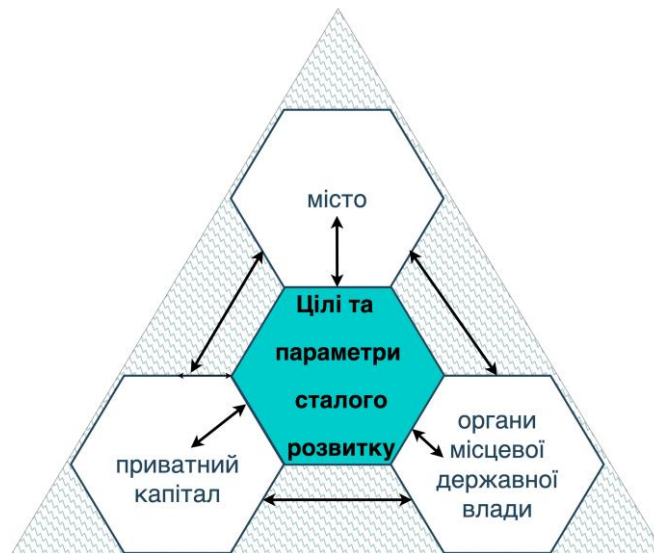 місто
Цілі та
параметри
сталого
розвитку
приватний
капітал
органи
місцевої
державної
влади